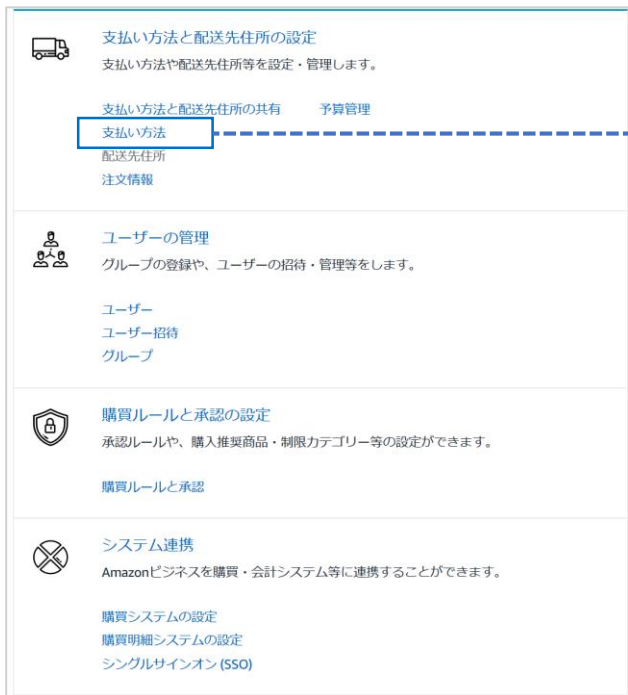 支払い方法と配送先住所の設定
支払い方法や配送先住所等を設定・管理します。
支払い方法と配送先住所の共有 予算管理
支払い方法
配送先住所
注文情報
ユーザーの管理
グループの登録や、ユーザーの招待・管理等をします。
ユーザー
ユーザー招待
グループ
購買ルールと承認の設定
承認ルールや、購入推奨商品・制限カテゴリー等の設定ができます。
購買ルールと承認
システム連携
Amazonビジネスを購買・会計システム等に連携することができます。
購買システムの設定
購買明細システムの設定
シングルサインオン (SSO)